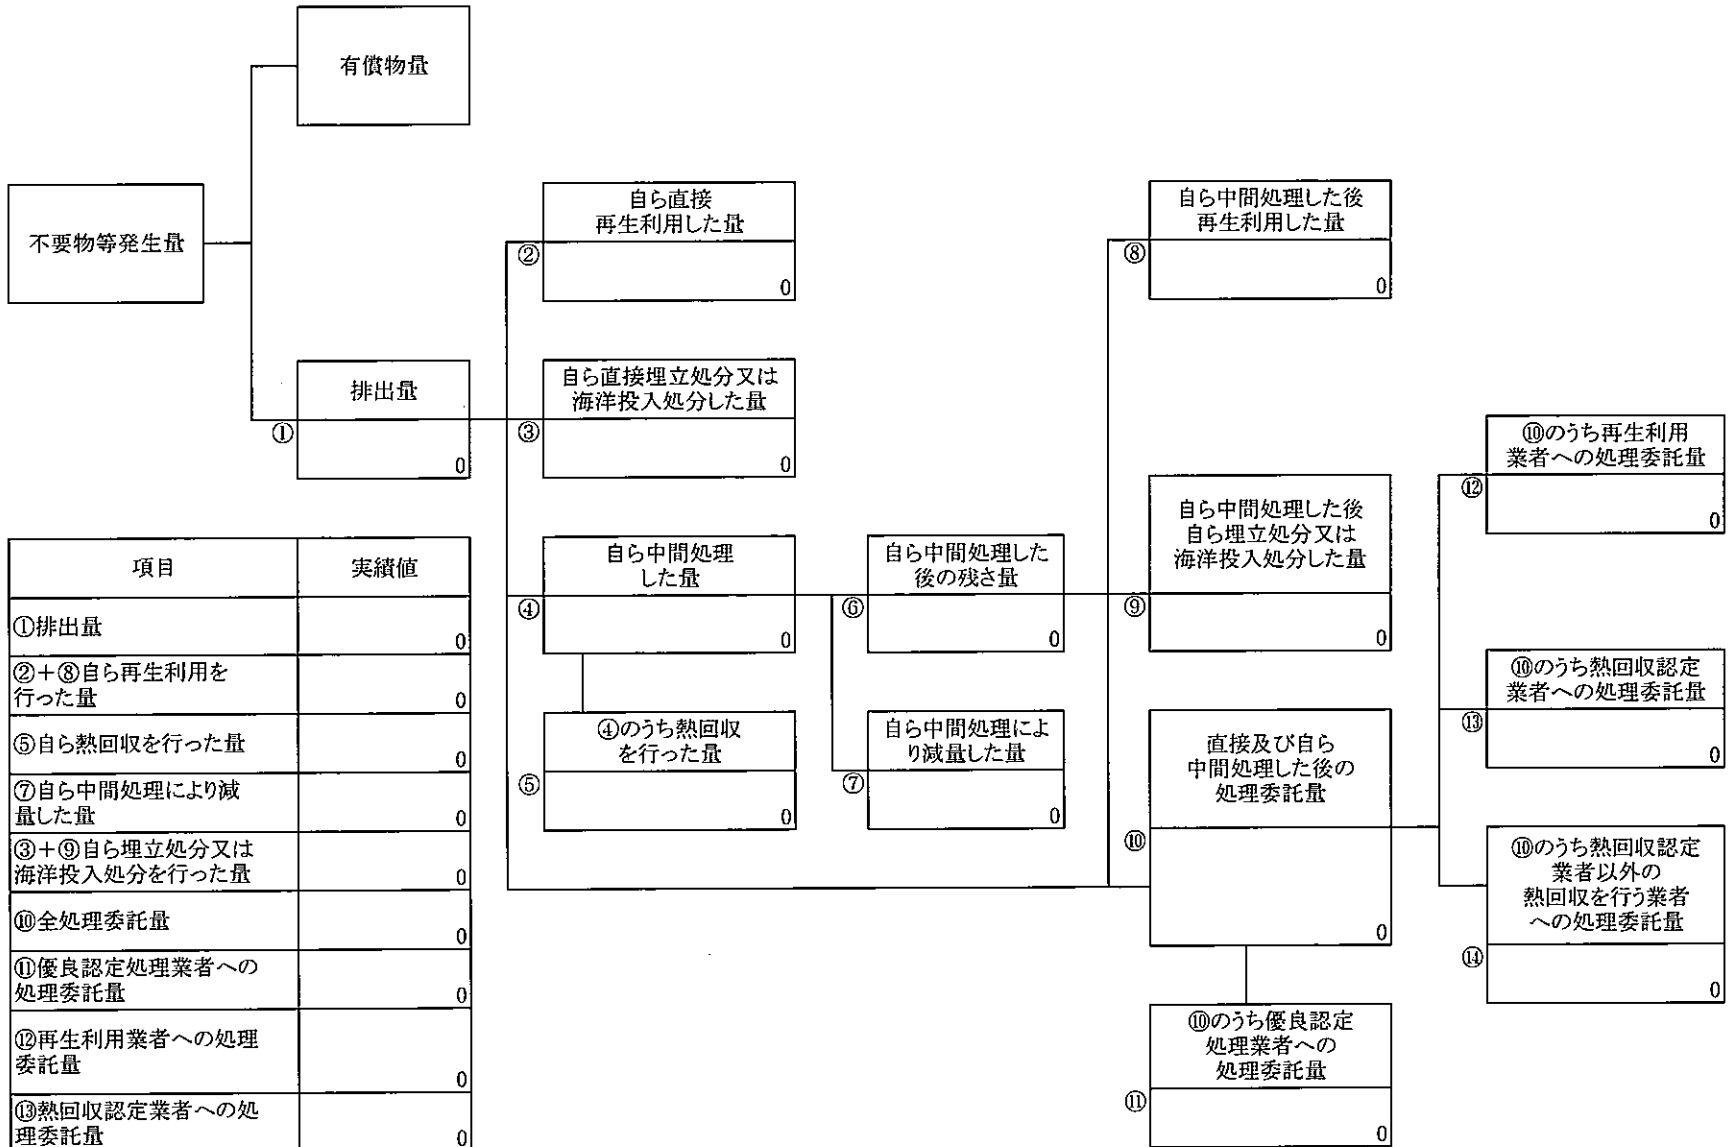 有償物量
不要物等発生量
自ら直接
再生利用した量
②
0
自ら中間処理した後
再生利用した量
⑧
0
排出量
①
0
自ら直接埋立処分又は
海洋投入処分した量
③
0
⑩のうち再生利用
業者への処理委託量
⑫
0
自ら中間処理
した量
④
0
自ら中間処理した
後の残さ量
⑥
0
自ら中間処理した後
自ら埋立処分又は
海洋投入処分した量
⑨
0
⑩のうち熱回収認定
業者への処理委託量
⑬
0
④のうち熱回収
を行った量
⑤
0
自ら中間処理によ
り減量した量
⑦
0
直接及び自ら
中間処理した後の
処理委託量
⑩
0
⑩のうち熱回収認定
業者以外の
熱回収を行う業者
への処理委託量
⑭
0
⑩のうち優良認定
処理業者への
処理委託量
⑪
0
項目 実績値
①排出量 0
②+⑧自ら再生利用を
行った量 0
⑤自ら熱回収を行った量 0
⑦自ら中間処理により減
量した量 0
③+⑨自ら埋立処分又は
海洋投入処分を行った量 0
⑩全処理委託量 0
⑪優良認定処理業者への
処理委託量 0
⑫再生利用業者への処理
委託量 0
⑬熱回収認定業者への処
理委託量 0